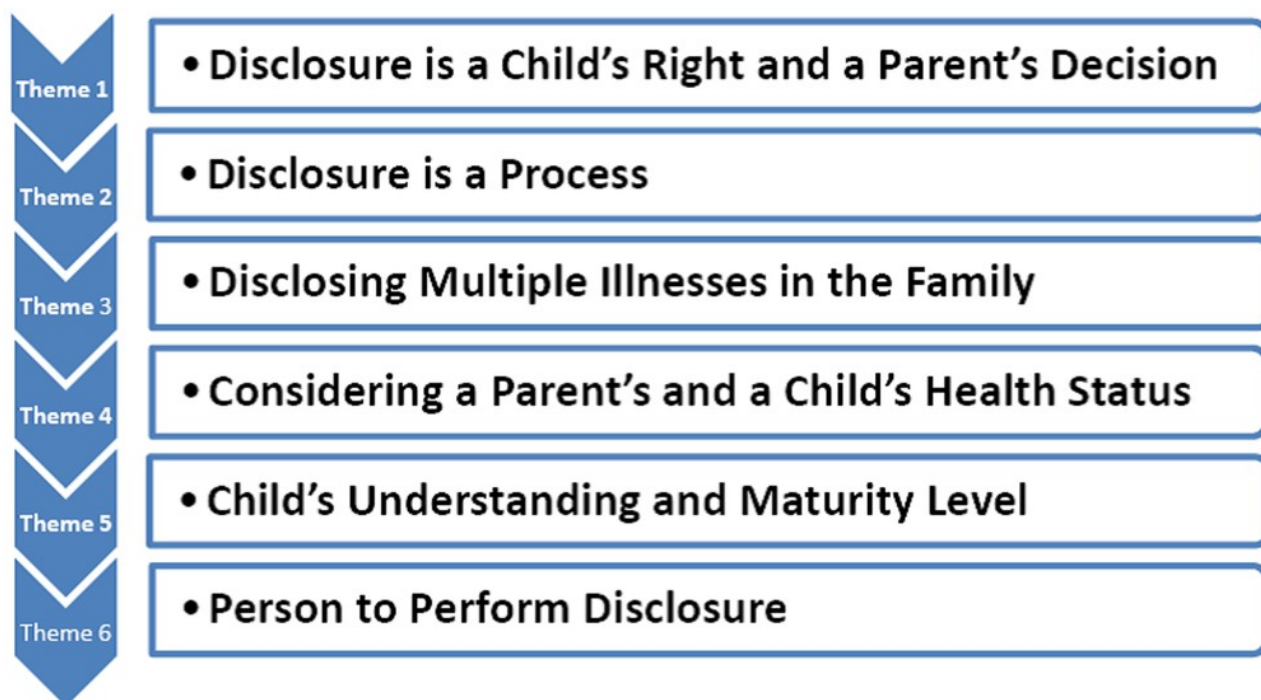 Theme 1
• Disclosure is a Child’s Right and a Parent’s Decision
Theme 2
• Disclosure is a Process
Theme 3
• Disclosing Multiple Illnesses in the Family
Theme 4
• Considering a Parent’s and a Child’s Health Status
Theme 5
• Child’s Understanding and Maturity Level
Theme 6
• Person to Perform Disclosure